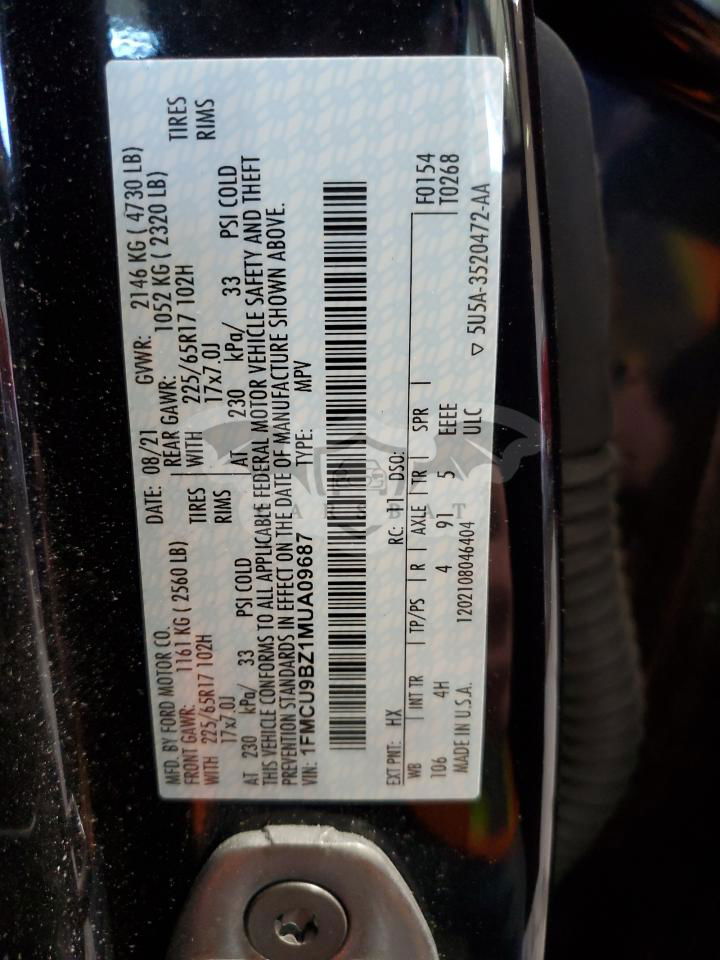 MFD. BY FORD MOTOR CO. DATE: 08/21 GVWR: 2146 KG ( 4730 LB)
FRONT GAWR: 1161 KG ( 2560 LB) REAR GAWR: 1052 KG ( 2320 LB)
WITH 225/65R17 102H TIRES WITH 225/65R17 102H TIRES
17x7.0J RIMS 17x7.0J RIMS
AT 230 kPa/ 33 PSI COLD AT 230 kPa/ 33 PSI COLD
THIS VEHICLE CONFORMS TO ALL APPLICABLE FEDERAL MOTOR VEHICLE SAFETY AND THEFT
PREVENTION STANDARDS IN EFFECT ON THE DATE OF MANUFACTURE SHOWN ABOVE.
VIN: 1FMCU9BZ1MUA09687 TYPE: MPV
EXT PNT: HX RC: 11 DSO: F0154
WB INT TR TP/PS R AXLE TR SPR T0268
106 4H 4 91 5 EEEE
MADE IN U.S.A. 1202108046404 ULC ▽ 5U5A-3520472-AA